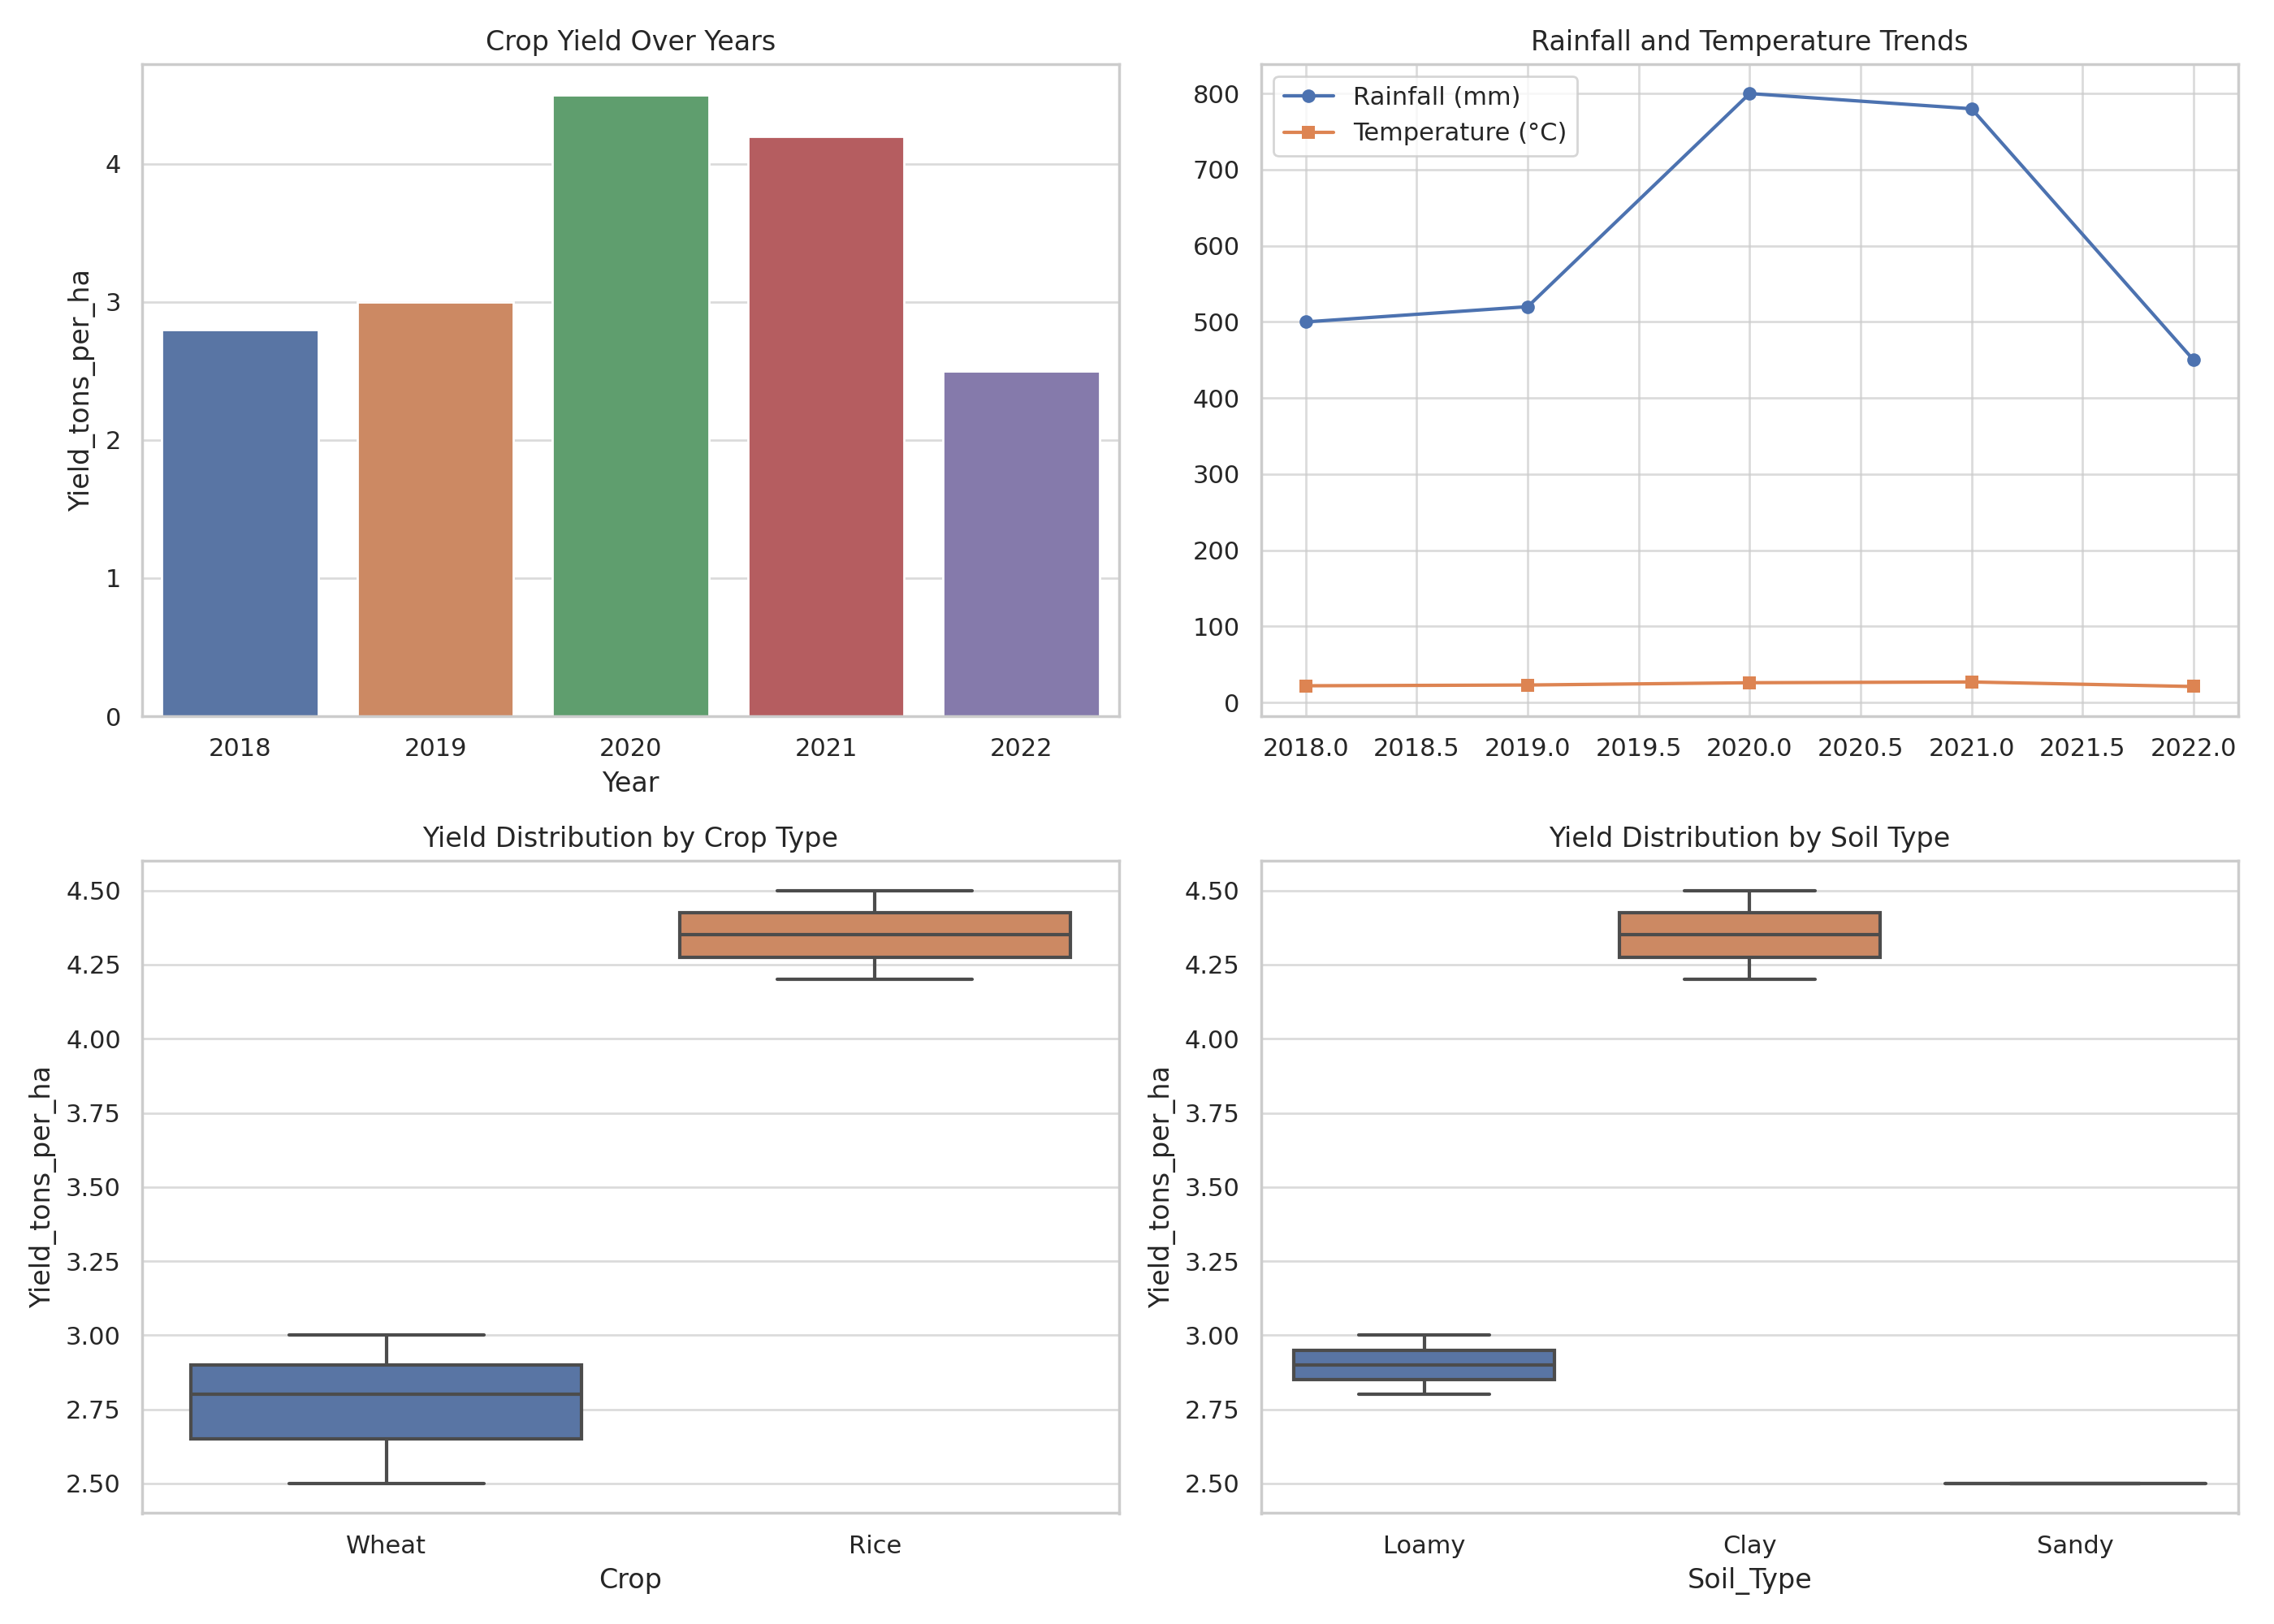 Crop Yield Over Years
Yield_tons_per_ha
4
3
2
1
0
2018 2019 2020 2021 2022
Year
Rainfall and Temperature Trends
Rainfall (mm)
Temperature (°C)
800
700
600
500
400
300
200
100
0
2018.0 2018.5 2019.0 2019.5 2020.0 2020.5 2021.0 2021.5 2022.0
Yield Distribution by Crop Type
Yield_tons_per_ha
4.50
4.25
4.00
3.75
3.50
3.25
3.00
2.75
2.50
Wheat Rice
Crop
Yield Distribution by Soil Type
Yield_tons_per_ha
4.50
4.25
4.00
3.75
3.50
3.25
3.00
2.75
2.50
Loamy Clay Sandy
Soil_Type